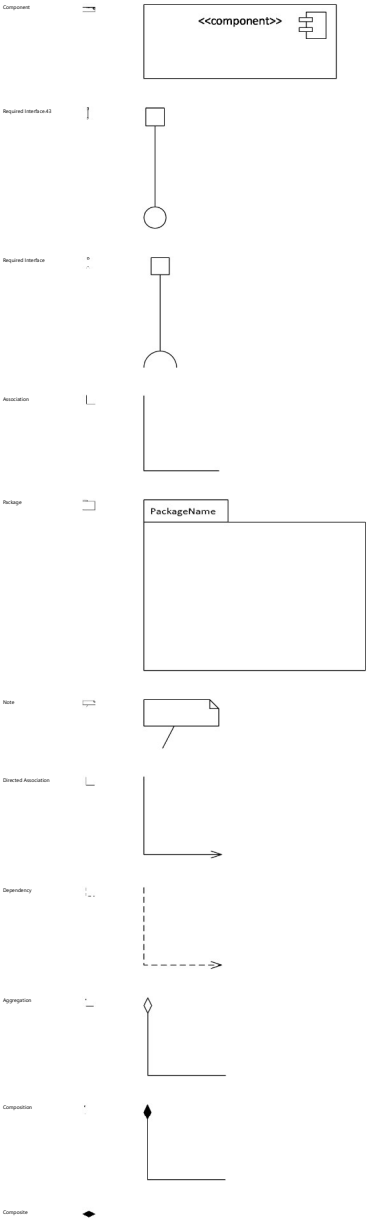 Component
<<component>>
Required Interface.43
Required Interface
Association
Package
PackageName
Note
Directed Association
Dependency
Aggregation
Composition
Composite